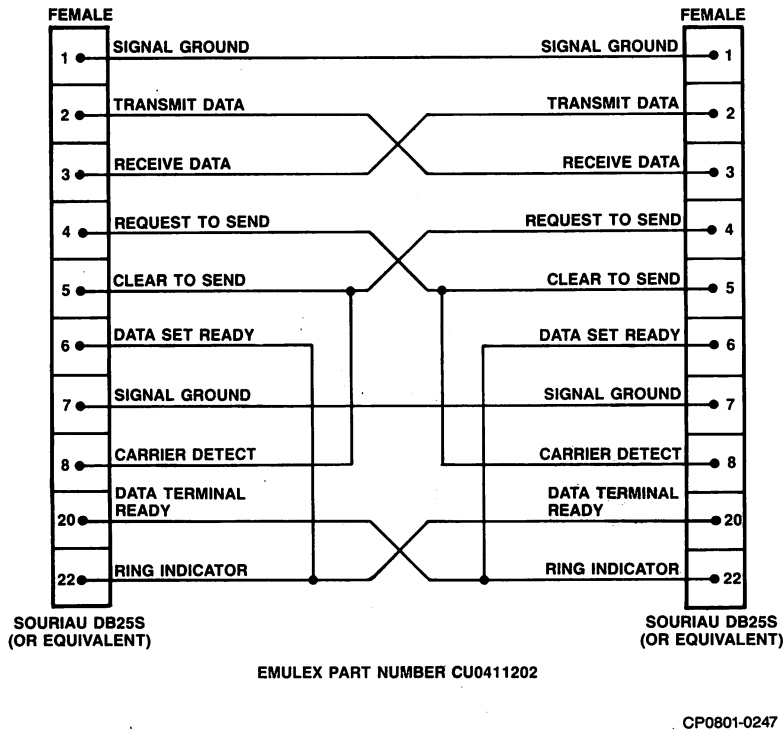 FEMALE FEMALE
1 SIGNAL GROUND SIGNAL GROUND 1
2 TRANSMIT DATA TRANSMIT DATA 2
3 RECEIVE DATA RECEIVE DATA 3
4 REQUEST TO SEND REQUEST TO SEND 4
5 CLEAR TO SEND CLEAR TO SEND 5
6 DATA SET READY DATA SET READY 6
7 SIGNAL GROUND SIGNAL GROUND 7
8 CARRIER DETECT CARRIER DETECT 8
DATA TERMINAL DATA TERMINAL
20 READY READY 20
22 RING INDICATOR RING INDICATOR 22
SOURIAU DB25S SOURIAU DB25S
(OR EQUIVALENT) (OR EQUIVALENT)
EMULEX PART NUMBER CU0411202
CP0801-0247